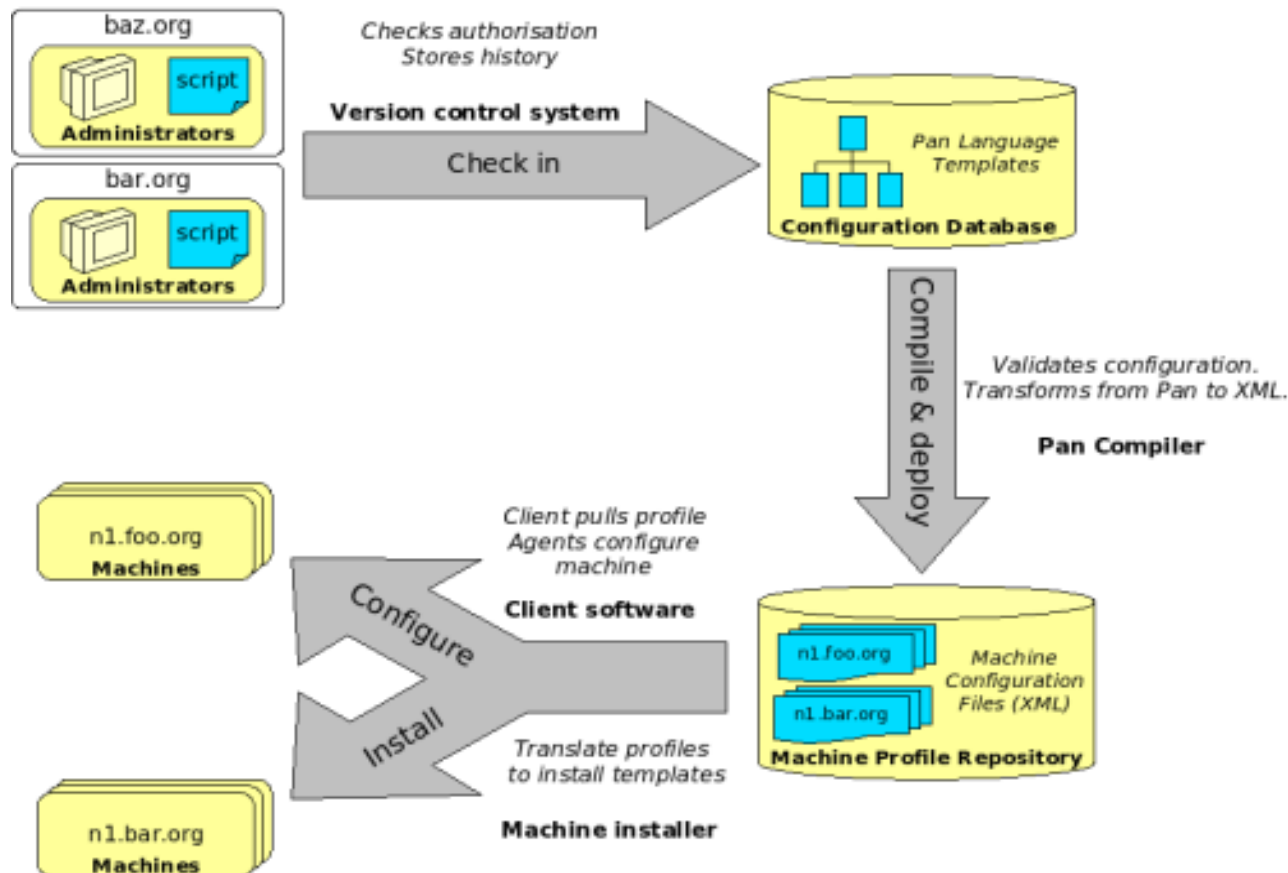 baz.org
script
Administrators
bar.org
script
Administrators
Checks authorisation
Stores history
Version control system
Check in
Pan Language
Templates
Configuration Database
Compile & deploy
Validates configuration.
Transforms from Pan to XML.
Pan Compiler
n1.foo.org
Machines
Client pulls profile
Agents configure
machine
Client software
Configure
Install
n1.foo.org
n1.bar.org
Machine
Configuration
Files (XML)
Machine Profile Repository
Translate profiles
to install templates
Machine installer
n1.bar.org
Machines